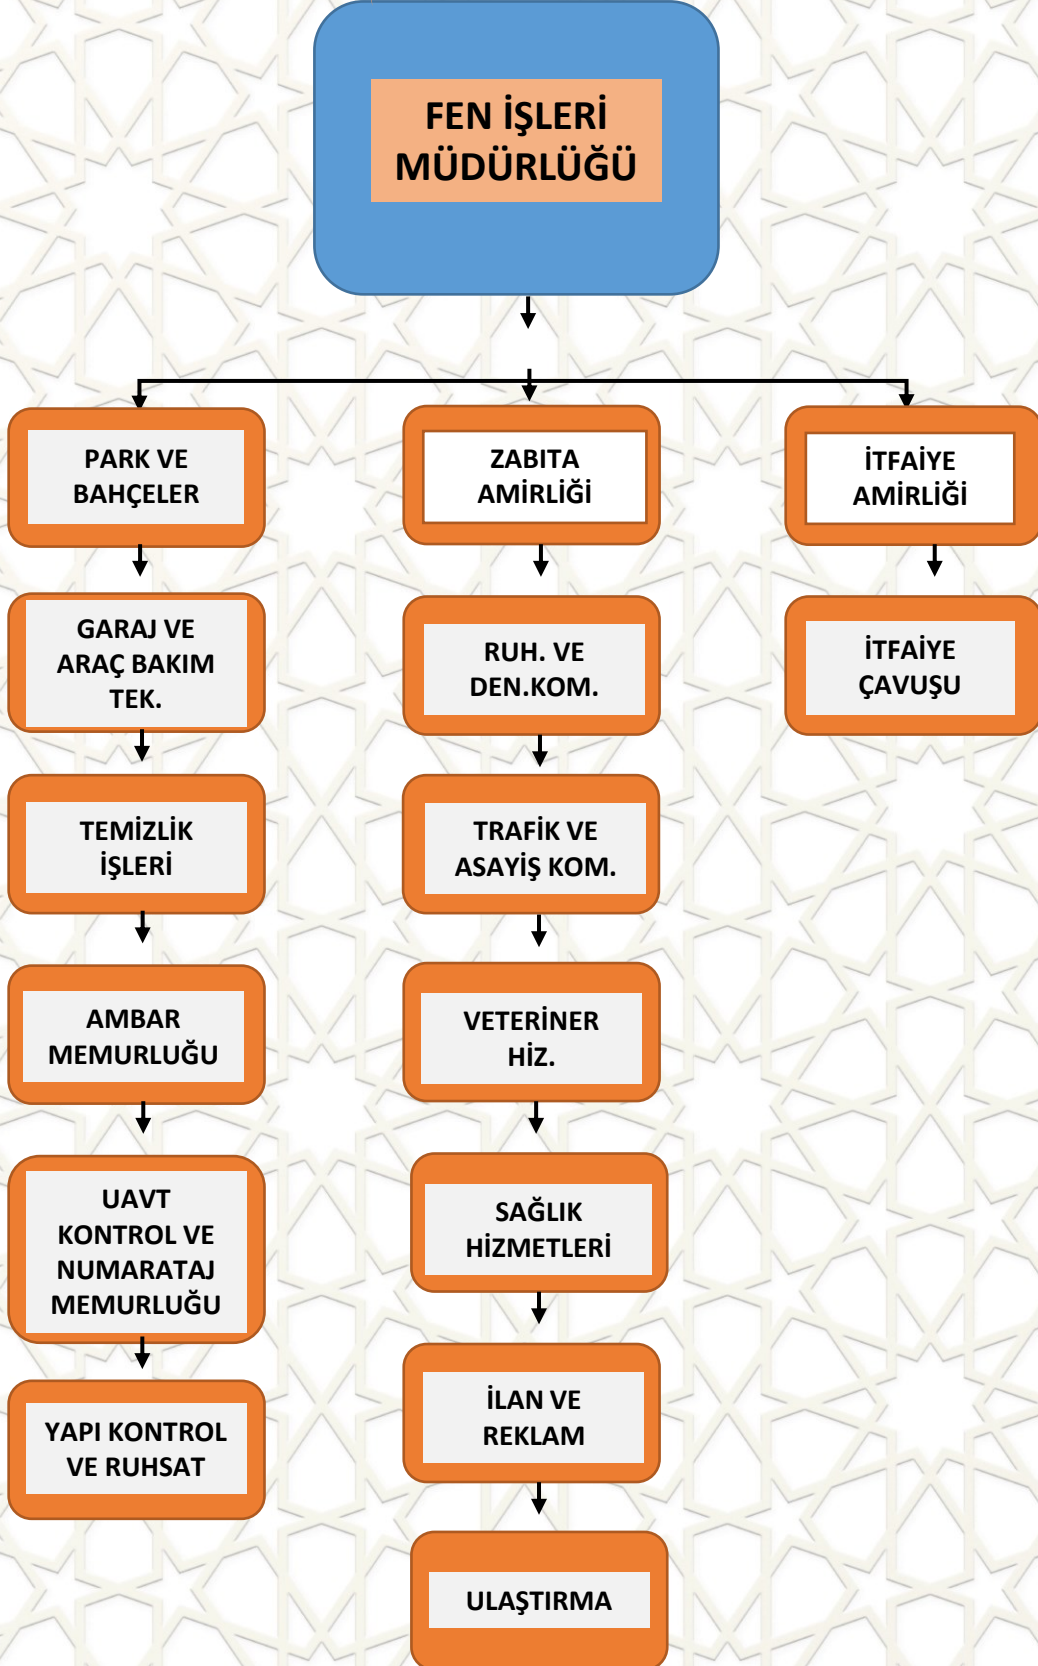 FEN İŞLERİ
MÜDÜRLÜĞÜ
PARK VE
BAHÇELER
ZABITA
AMİRLİĞİ
İTFAİYE
AMİRLİĞİ
GARAJ VE
ARAÇ BAKIM
TEK.
RUH. VE
DEN.KOM.
İTFAİYE
ÇAVUŞU
TEMİZLİK
İŞLERİ
TRAFİK VE
ASAYİŞ KOM.
AMBAR
MEMURLUĞU
VETERİNER
HİZ.
UAVT
KONTROL VE
NUMARATAJ
MEMURLUĞU
SAĞLIK
HİZMETLERİ
YAPI KONTROL
VE RUHSAT
İLAN VE
REKLAM
ULAŞTIRMA